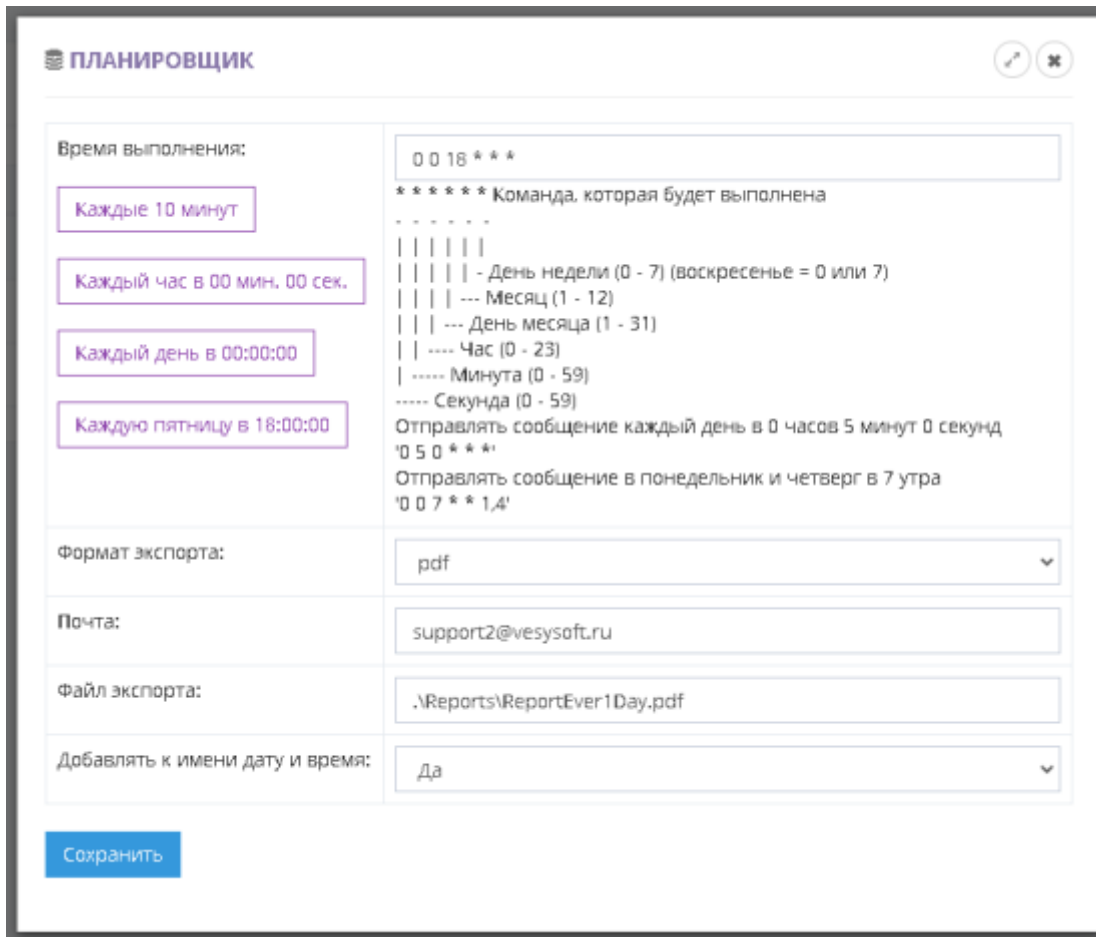 ПЛАНИРОВЩИК
Время выполнения:
0 0 18 * * *
Каждые 10 минут
Каждый час в 00 мин. 00 сек.
Каждый день в 00:00:00
Каждую пятницу в 18:00:00
* * * * * * Команда, которая будет выполнена
- - - - - -
| | | | | |
| | | | | - День недели (0 - 7) (воскресенье = 0 или 7)
| | | | --- Месяц (1 - 12)
| | | --- День месяца (1 - 31)
| | ---- Час (0 - 23)
| ----- Минута (0 - 59)
----- Секунда (0 - 59)
Отправлять сообщение каждый день в 0 часов 5 минут 0 секунд
'0 5 0 * * *'
Отправлять сообщение в понедельник и четверг в 7 утра
'0 0 7 * * 1,4'
Формат экспорта:
pdf
Почта:
support2@vesysoft.ru
Файл экспорта:
.\Reports\ReportEver1Day.pdf
Добавлять к имени дату и время:
Да
Сохранить